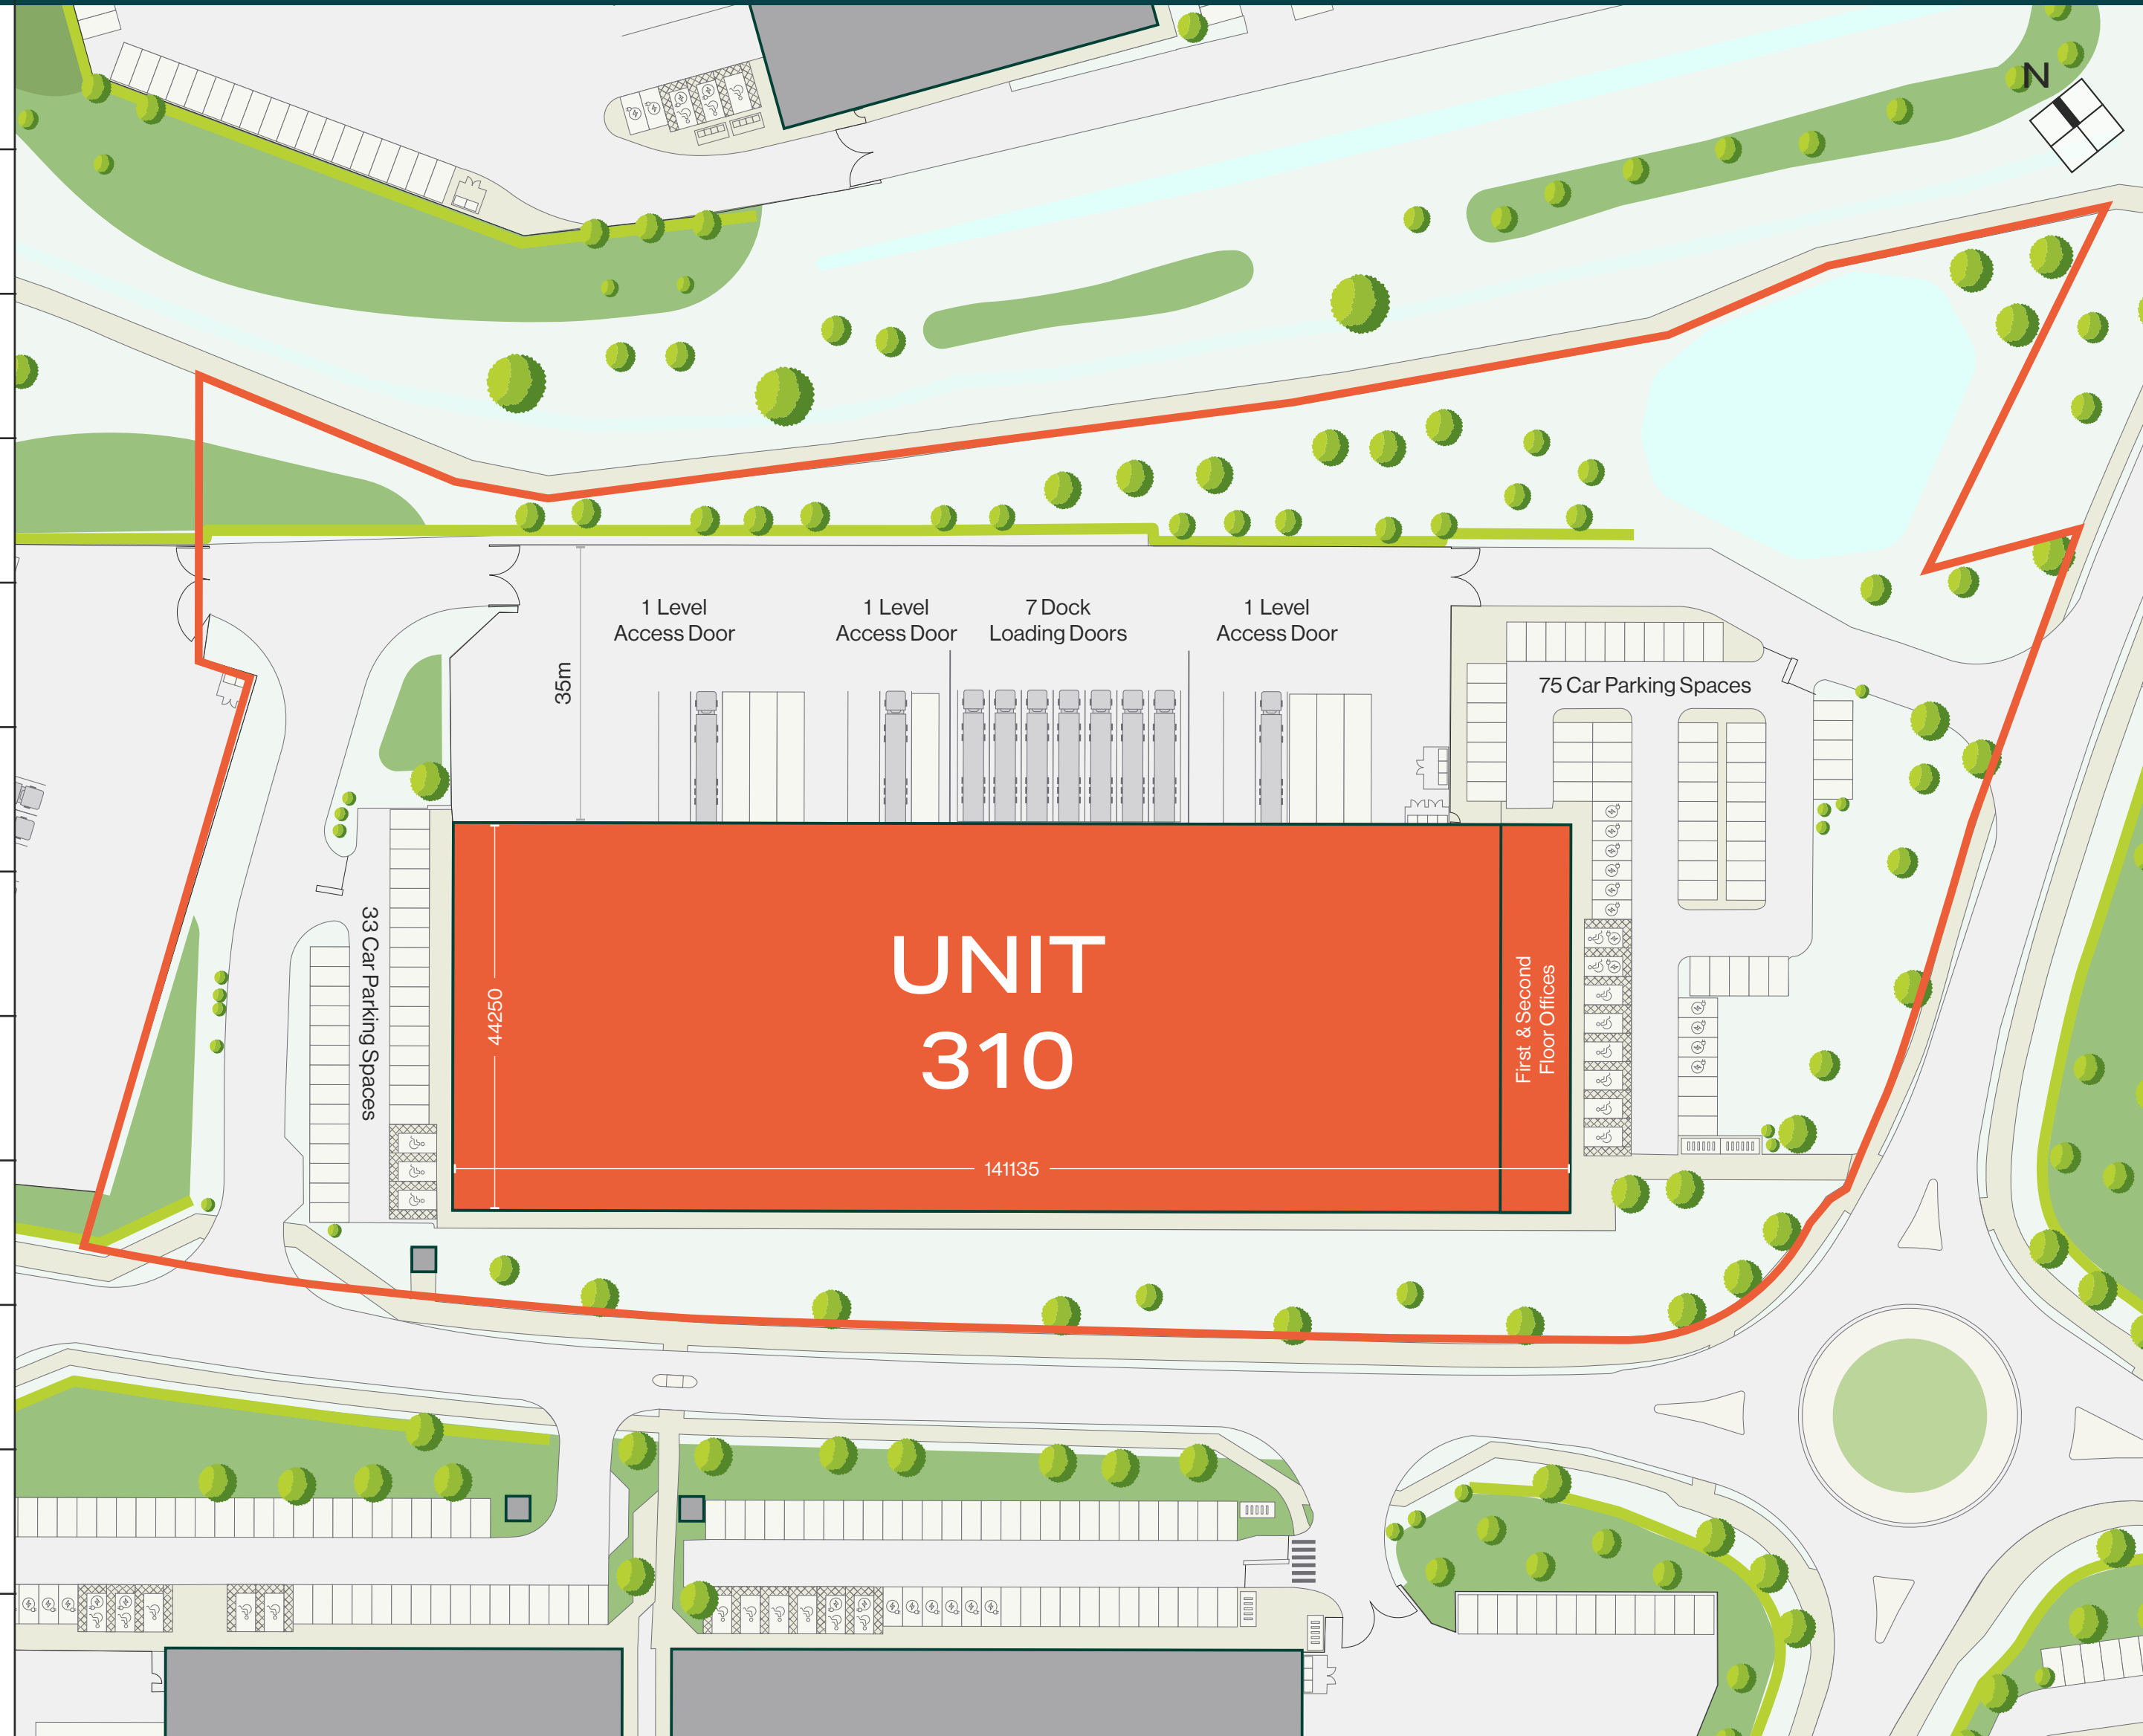 N
1 Level
Access Door
1 Level
Access Door
7 Dock
Loading Doors
1 Level
Access Door
35m
75 Car Parking Spaces
33 Car Parking Spaces
44250
UNIT
310
First & Second
Floor Offices
141135